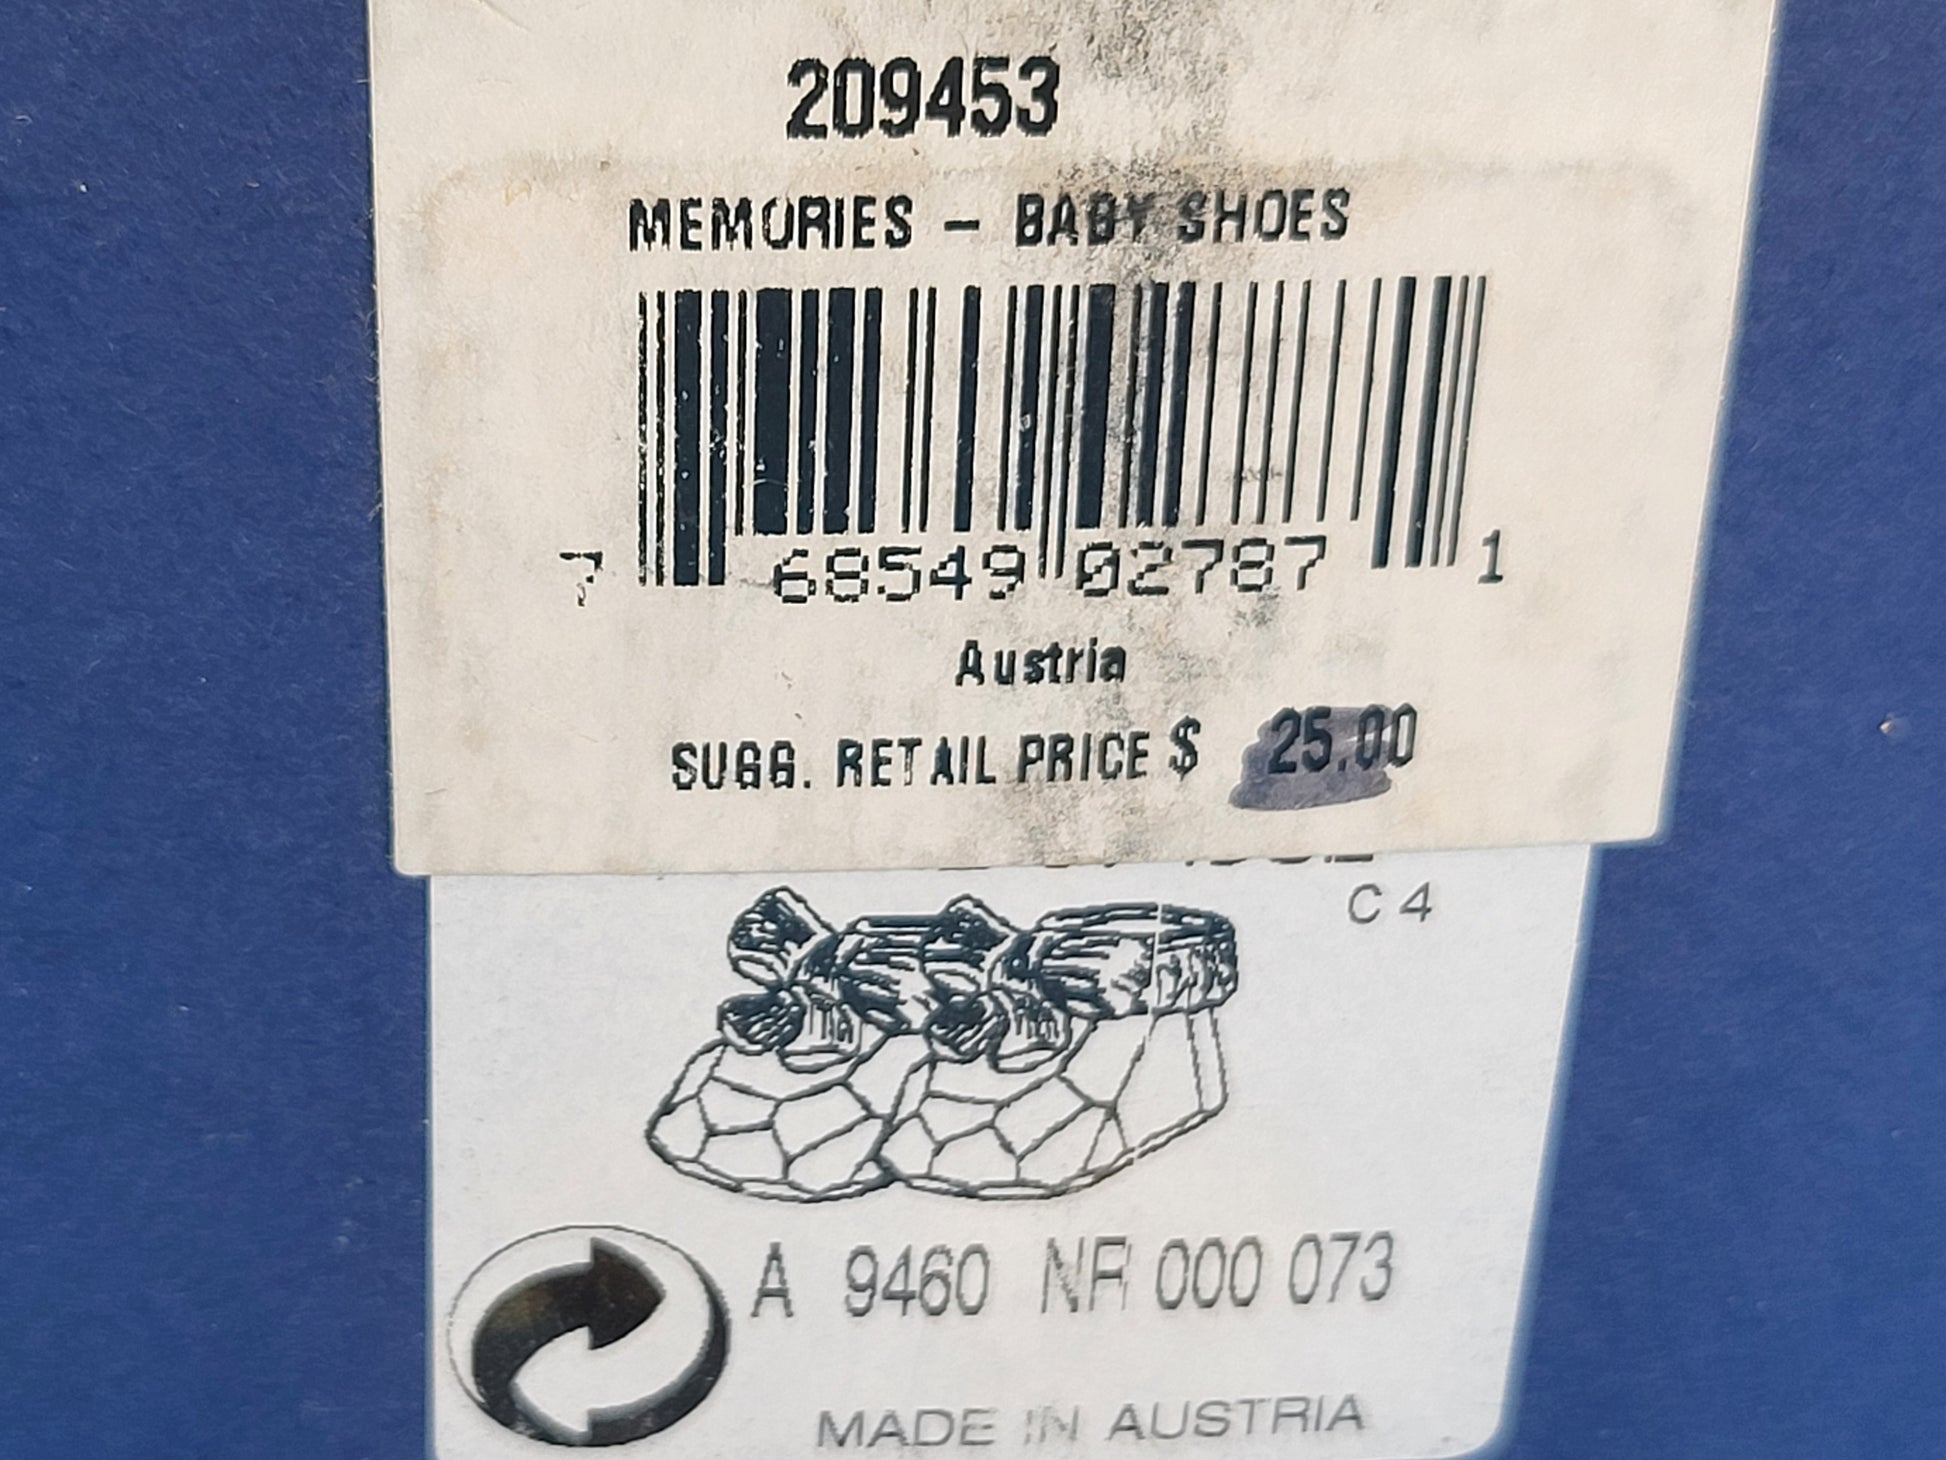 209453
MEMORIES - BABY SHOES
7 68549 02787 1
Austria
SUGG. RETAIL PRICE $ 25.00
C 4
A 9460 NR 000 073
MADE IN AUSTRIA